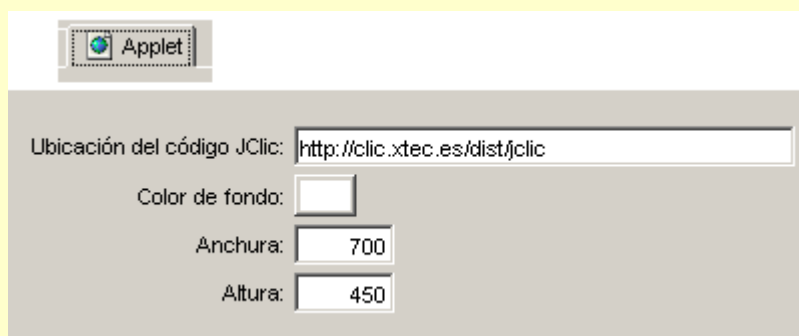 Applet
Ubicación del código JClic: http://clic.xtec.es/dist/jclic
Color de fondo:
Anchura: 700
Altura: 450